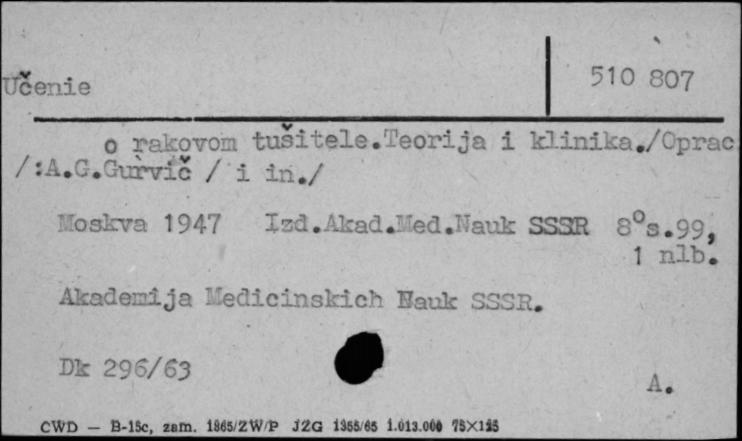 510 807
Učenie
o rakovom tušitele.Teorija i klinika./Oprac
/:A.G.Gurvič / i in./
Moskva 1947 Izd.Akad.Med.Nauk SSSR 8°s.99,
1 nlb.
Akademija Medicinskich Nauk SSSR.
Dk 296/63
A.
CWD — B-15c, zam. 1865/ZW/P JZG 1355/65 1.013.000 75X125